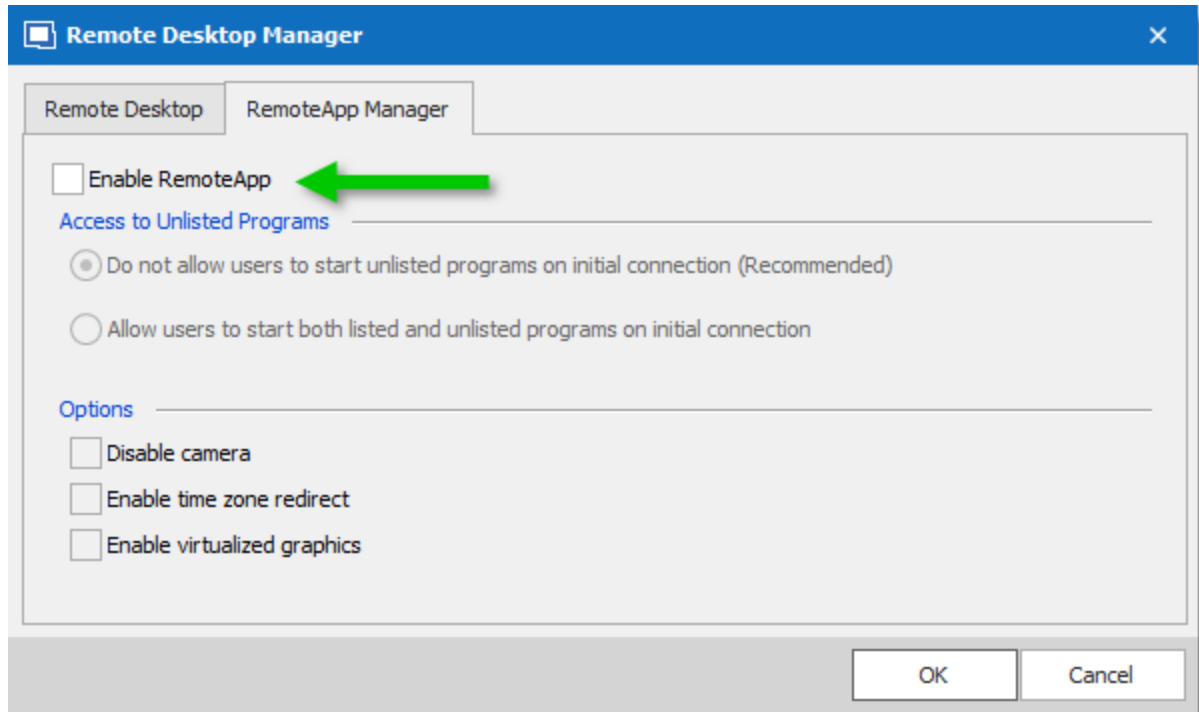 Remote Desktop Manager
Remote Desktop
RemoteApp Manager
Enable RemoteApp
Access to Unlisted Programs
Do not allow users to start unlisted programs on initial connection (Recommended)
Allow users to start both listed and unlisted programs on initial connection
Options
Disable camera
Enable time zone redirect
Enable virtualized graphics
OK
Cancel